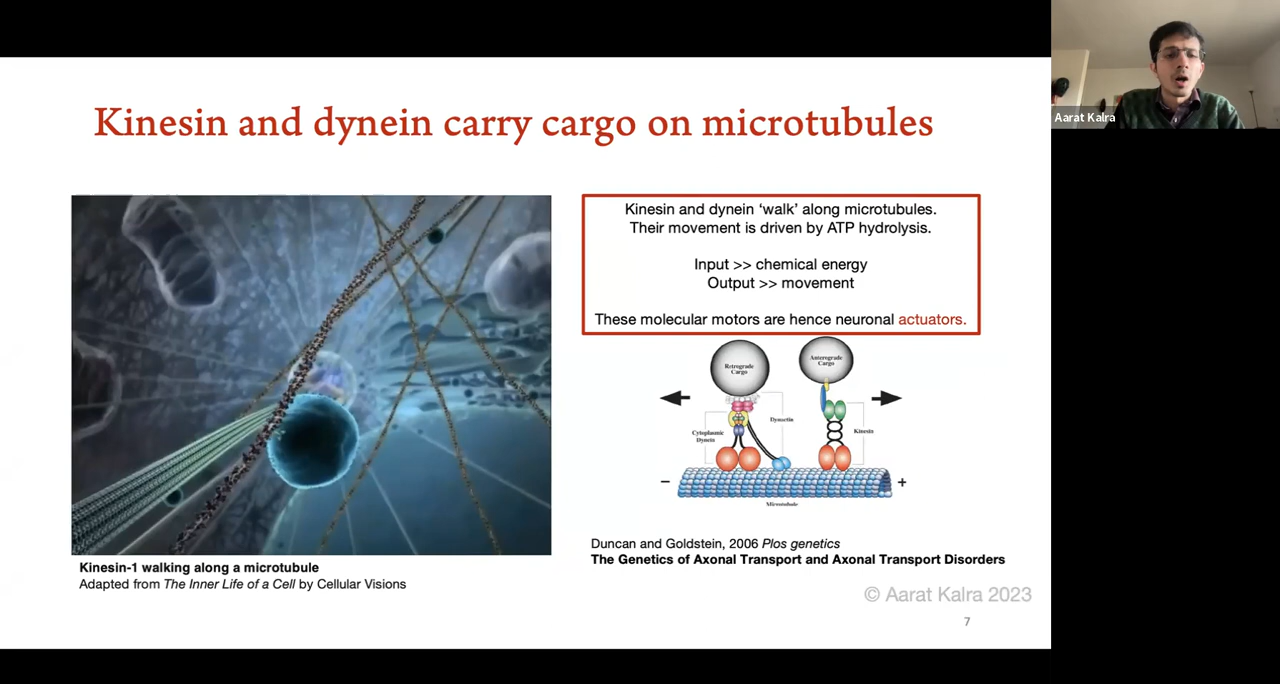 Kinesin and dynein carry cargo on microtubules
Kinesin-1 walking along a microtubule
Adapted from The Inner Life of a Cell by Cellular Visions
Kinesin and dynein ‘walk’ along microtubules.
Their movement is driven by ATP hydrolysis.
Input >> chemical energy
Output >> movement
These molecular motors are hence neuronal actuators.
Retrograde
Cargo
Anterograde
Cargo
Cytoplasmic
Dynein
Dynactin
Kinesin
−
+
Microtubule
Duncan and Goldstein, 2006 Plos genetics
The Genetics of Axonal Transport and Axonal Transport Disorders
© Aarat Kalra 2023
7
Aarat Kalra